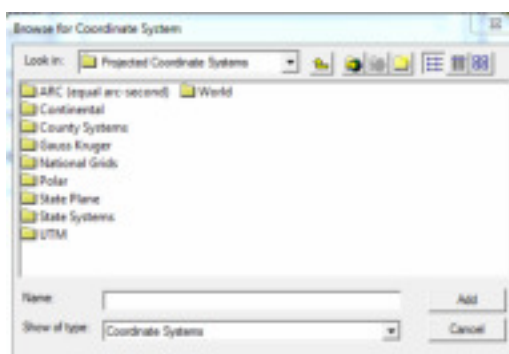 Browse for Coordinate System
Look in: Projected Coordinate Systems
ARC (equal arc-second) World
Continental
County Systems
Gauss Kruger
National Grids
Polar
State Plane
State Systems
UTM
Name: Add
Show of type: Coordinate Systems Cancel